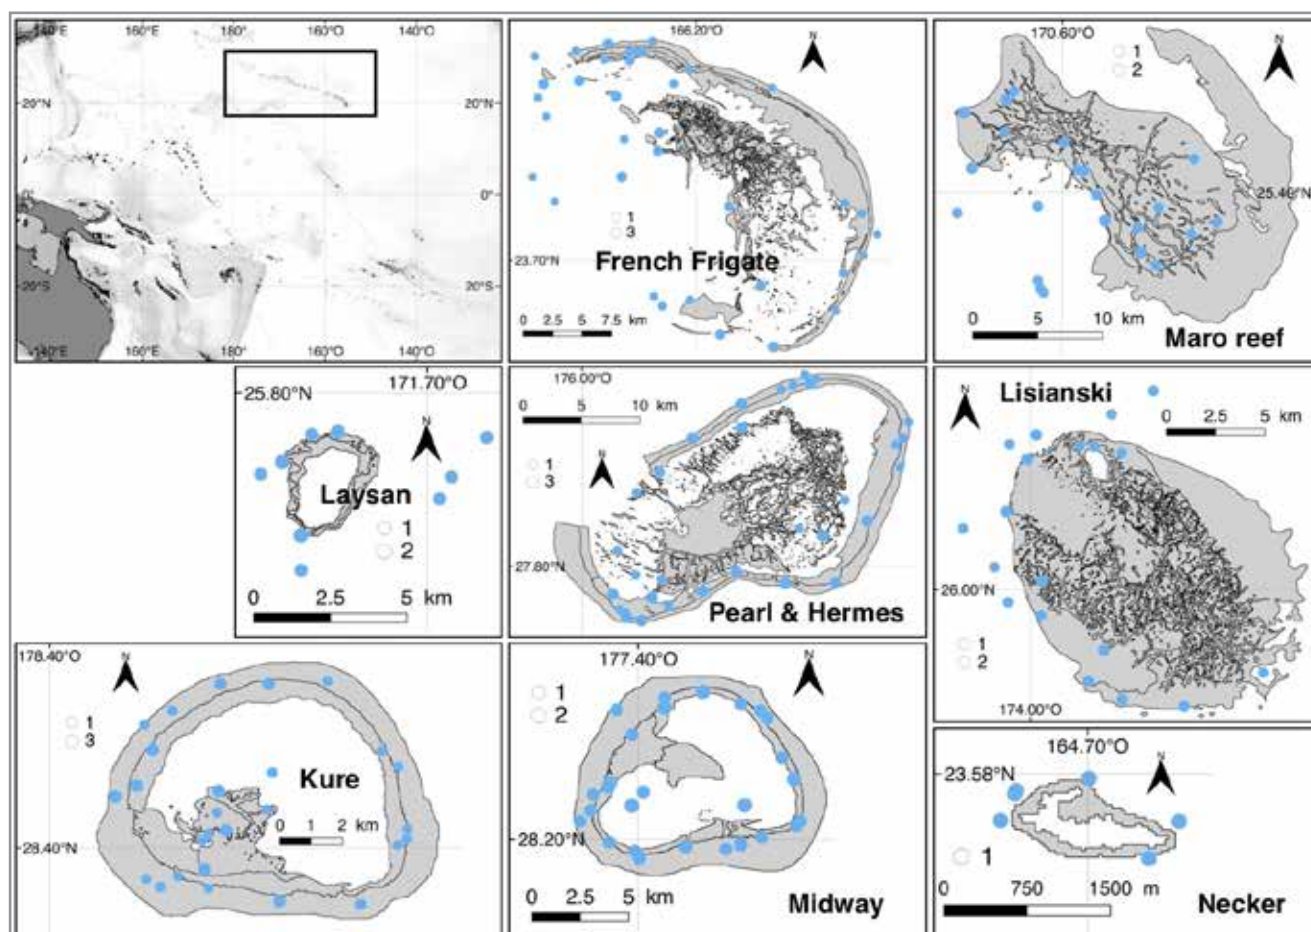 140°E 160°E 180° 160°O 140°O
20°N 20°N
0° 0°
20°S 20°S
140°E 160°E 180° 160°O 140°O
166.20°O
N
1
3
23.70°N
French Frigate
0 2.5 5 7.5 km
170.60°O
N
1
2
25.40°N
0 5 10 km
Maro reef
171.70°O
25.80°N
N
Laysan
1
2
0 2.5 5 km
176.00°O
0 5 10 km
N
1
3
27.80°N
Pearl & Hermes
Lisianski
N
0 2.5 5 km
26.00°N
1
2
174.00°O
178.40°O
N
1
3
Kure
0 1 2 km
28.40°N
177.40°O
N
1
2
28.20°N
0 2.5 5 km
Midway
164.70°O
N
23.58°N
1
0 750 1500 m
Necker